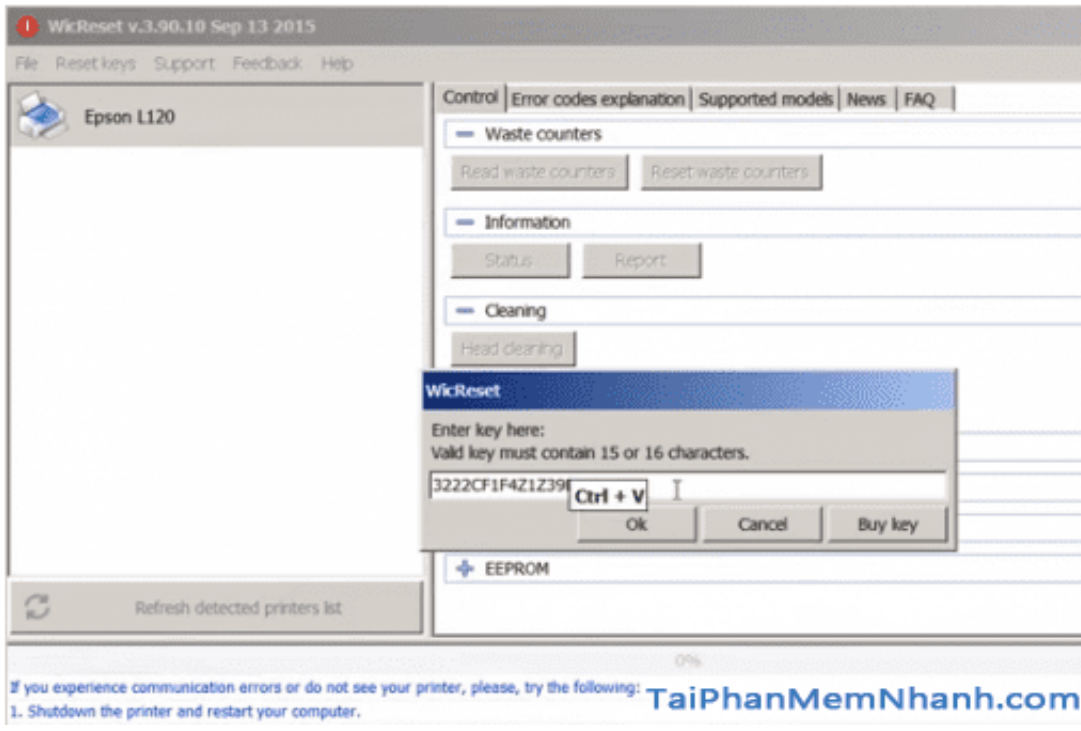 WicReset v.3.90.10 Sep 13 2015
File Reset keys Support Feedback Help
Epson L120
Control Error codes explanation Supported models News FAQ
Waste counters
Read waste counters Reset waste counters
Information
Status Report
Cleaning
Head cleaning
WicReset
Enter key here:
Valid key must contain 15 or 16 characters.
3222CF1F4Z1Z39
Ctrl + V
Ok Cancel Buy key
EEPROM
Refresh detected printers list
0%
If you experience communication errors or do not see your printer, please, try the following:
1. Shutdown the printer and restart your computer.
TaiPhanMemNhanh.com